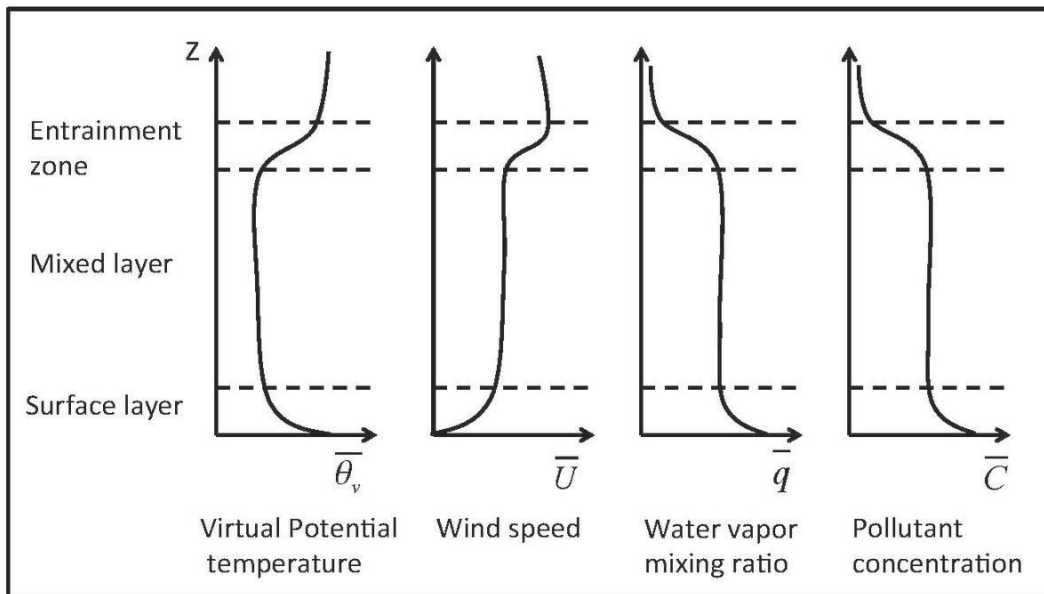 Z
Entrainment
zone
Mixed layer
Surface layer
θ̅ᵥ
U̅
q̅
C̅
Virtual Potential
temperature
Wind speed
Water vapor
mixing ratio
Pollutant
concentration